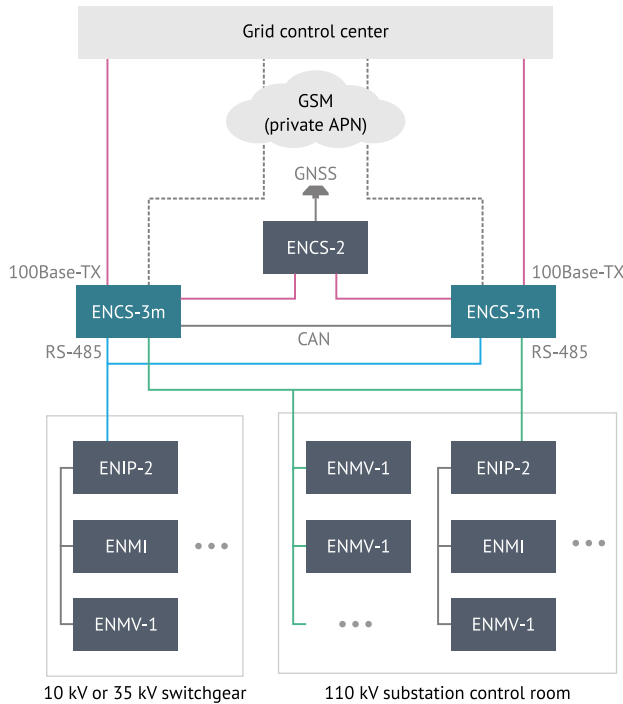 Grid control center
GSM
(private APN)
GNSS
ENCS-2
100Base-TX
100Base-TX
ENCS-3m
ENCS-3m
CAN
RS-485
RS-485
ENIP-2
ENMV-1
ENIP-2
ENMI
ENMV-1
ENMI
ENMV-1
ENMV-1
10 kV or 35 kV switchgear
110 kV substation control room